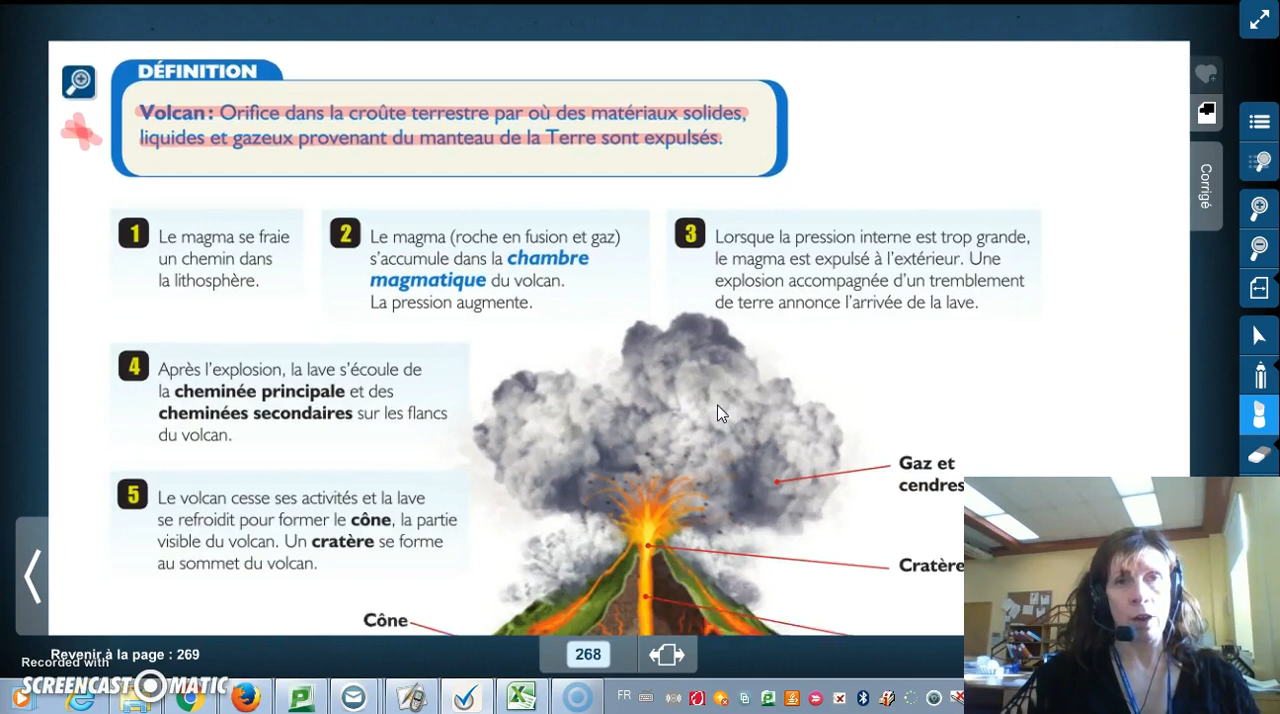 DÉFINITION
Volcan : Orifice dans la croûte terrestre par où des matériaux solides,
liquides et gazeux provenant du manteau de la Terre sont expulsés.
1
Le magma se fraie
un chemin dans
la lithosphère.
2
Le magma (roche en fusion et gaz)
s'accumule dans la chambre
magmatique du volcan.
La pression augmente.
3
Lorsque la pression interne est trop grande,
le magma est expulsé à l'extérieur. Une
explosion accompagnée d'un tremblement
de terre annonce l'arrivée de la lave.
4
Après l'explosion, la lave s'écoule de
la cheminée principale et des
cheminées secondaires sur les flancs
du volcan.
5
Le volcan cesse ses activités et la lave
se refroidit pour former le cône, la partie
visible du volcan. Un cratère se forme
au sommet du volcan.
Gaz et
cendres
Cratère
Cône
Corrigé
Revenir à la page : 269
268
Recorded with
SCREENCAST-O-MATIC
FR